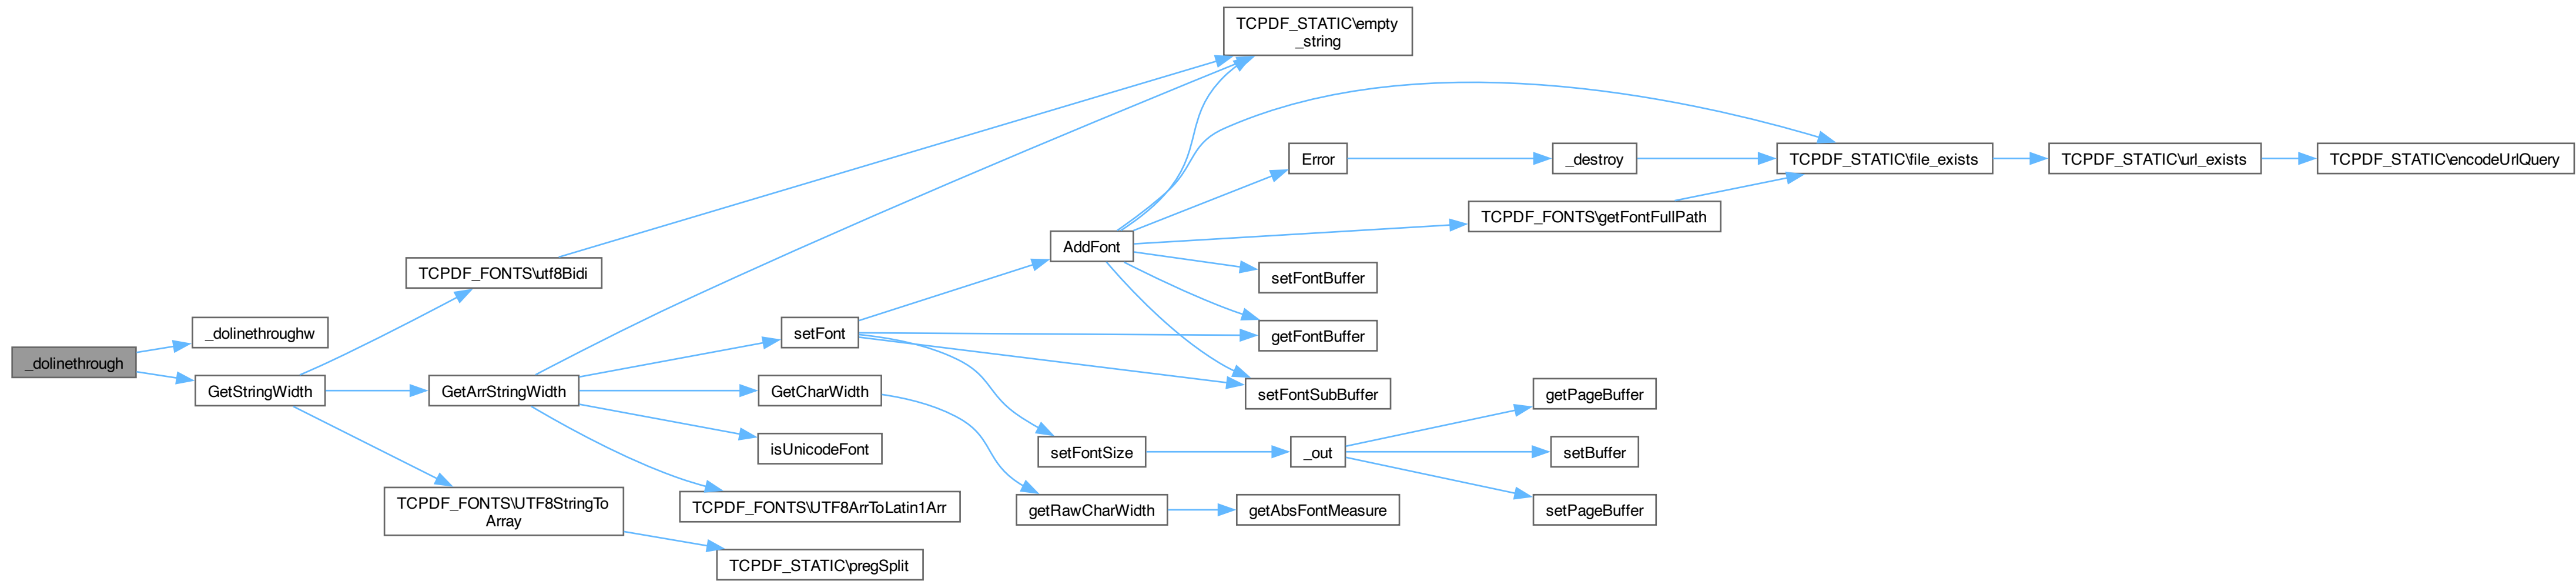 TCPDF_STATIC\empty
_string
Error
_destroy
TCPDF_STATIC\file_exists
TCPDF_STATIC\url_exists
TCPDF_STATIC\encodeUrlQuery
TCPDF_FONTS\getFontFullPath
AddFont
TCPDF_FONTS\utf8Bidi
setFontBuffer
_dolinethroughw
setFont
getFontBuffer
_dolinethrough
GetStringWidth
GetArrStringWidth
GetCharWidth
setFontSubBuffer
getPageBuffer
isUnicodeFont
setFontSize
_out
setBuffer
TCPDF_FONTS\UTF8StringTo
Array
TCPDF_FONTS\UTF8ArrToLatin1Arr
getRawCharWidth
getAbsFontMeasure
setPageBuffer
TCPDF_STATIC\pregSplit